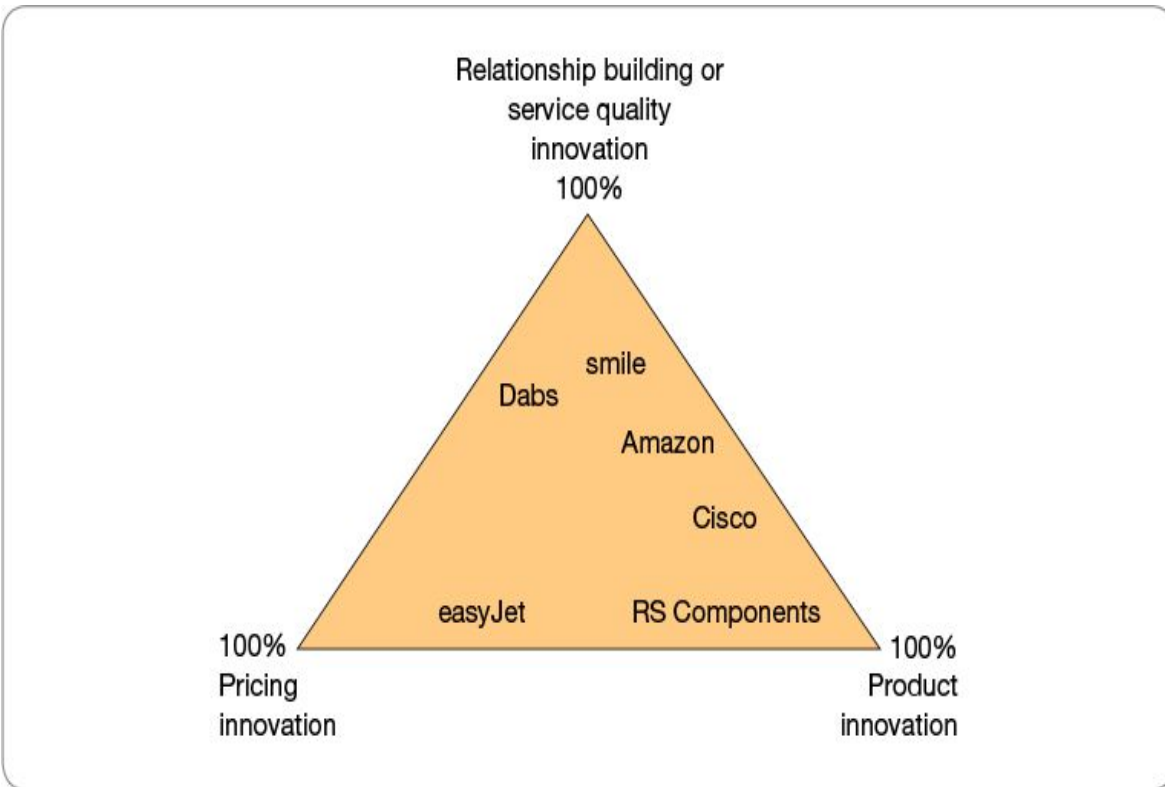 Relationship building or
service quality
innovation
100%
smile
Dabs
Amazon
Cisco
easyJet
RS Components
100%
Pricing
innovation
100%
Product
innovation